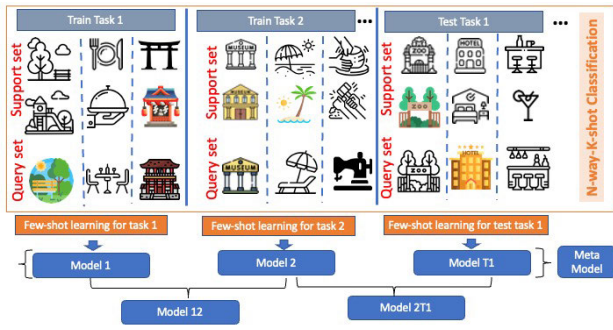 Train Task 1
Train Task 2
...
Test Task 1
...
Support set
Query set
MUSEUM
MUSEUM
MUSEUM
Support set
Query set
ZOO
HOTEL
ZOO
ZOO
HOTEL
Support set
Query set
N-way-K-shot Classification
Few-shot learning for task 1
Few-shot learning for task 2
Few-shot learning for test task 1
Model 1
Model 2
Model T1
Meta
Model
Model 12
Model 2T1